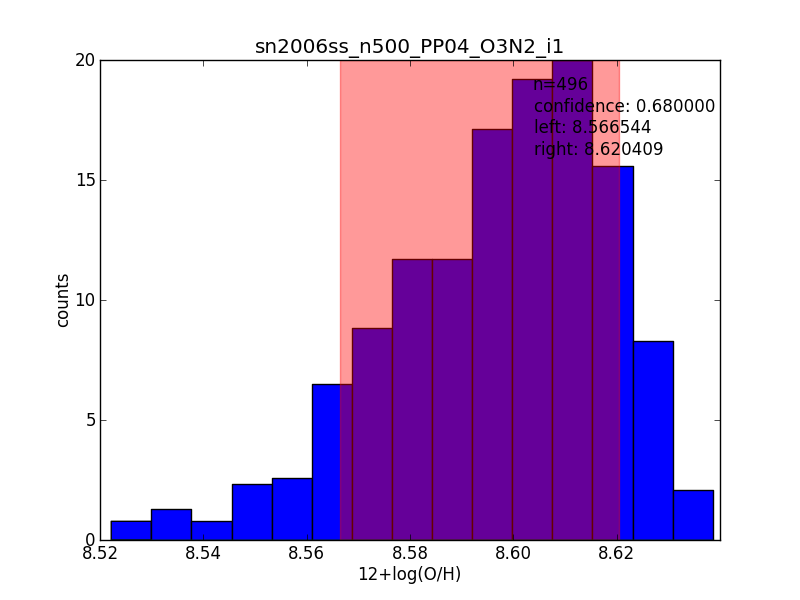 sn2006ss_n500_PP04_O3N2_i1
20
n=496
confidence: 0.680000
left: 8.566544
right: 8.620409
15
counts
10
5
0
8.52 8.54 8.56 8.58 8.60 8.62
12+log(O/H)